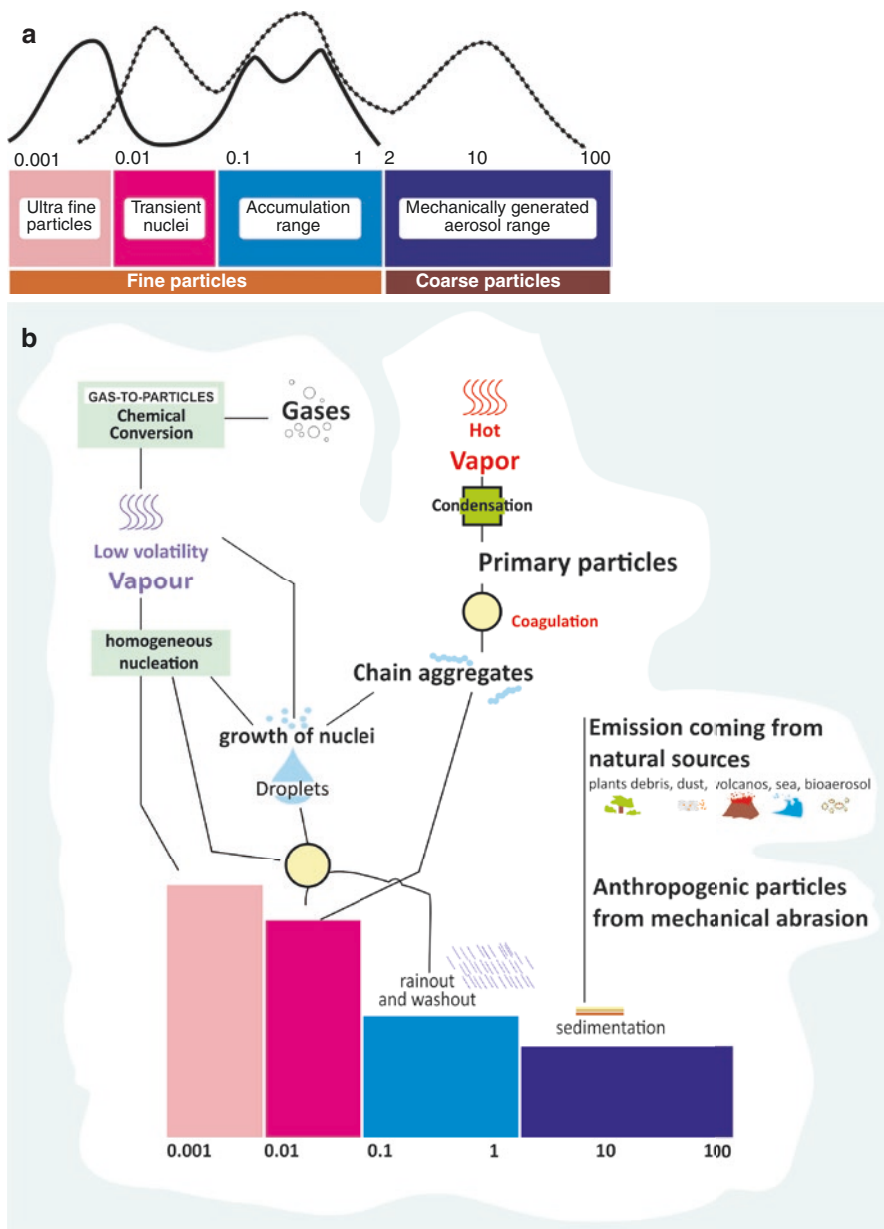 a
0.001 0.01 0.1 1 2 10 100
Ultra fine
particles
Transient
nuclei
Accumulation
range
Mechanically generated
aerosol range
Fine particles
Coarse particles
b
GAS-TO-PARTICLES
Chemical
Conversion
Gases
Hot
Vapor
Condensation
Low volatility
Vapour
Primary particles
Coagulation
homogeneous
nucleation
Chain aggregates
growth of nuclei
Droplets
Emission coming from
natural sources
plants debris, dust, volcanos, sea, bioaerosol
Anthropogenic particles
from mechanical abrasion
rainout
and washout
sedimentation
0.001 0.01 0.1 1 10 100